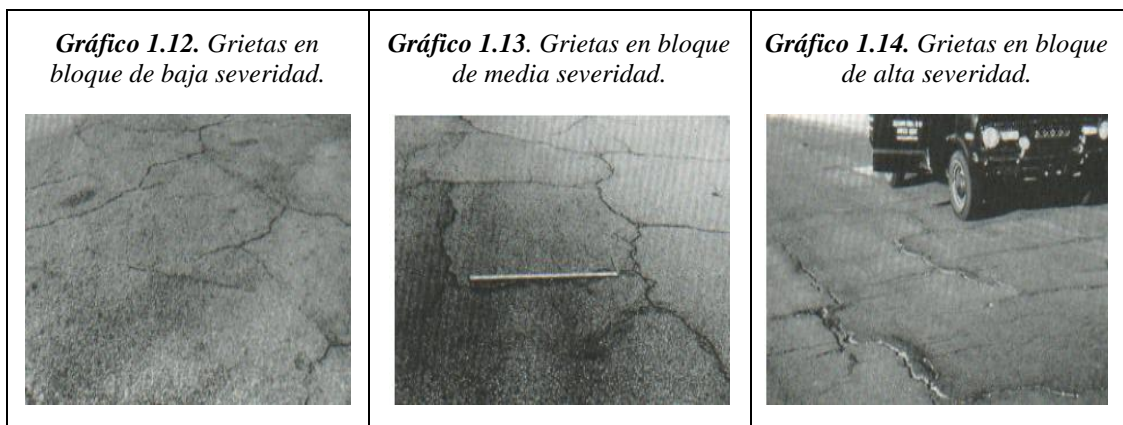 Gráfico 1.12. Grietas en
bloque de baja severidad.
Gráfico 1.13. Grietas en bloque
de media severidad.
Gráfico 1.14. Grietas en bloque
de alta severidad.